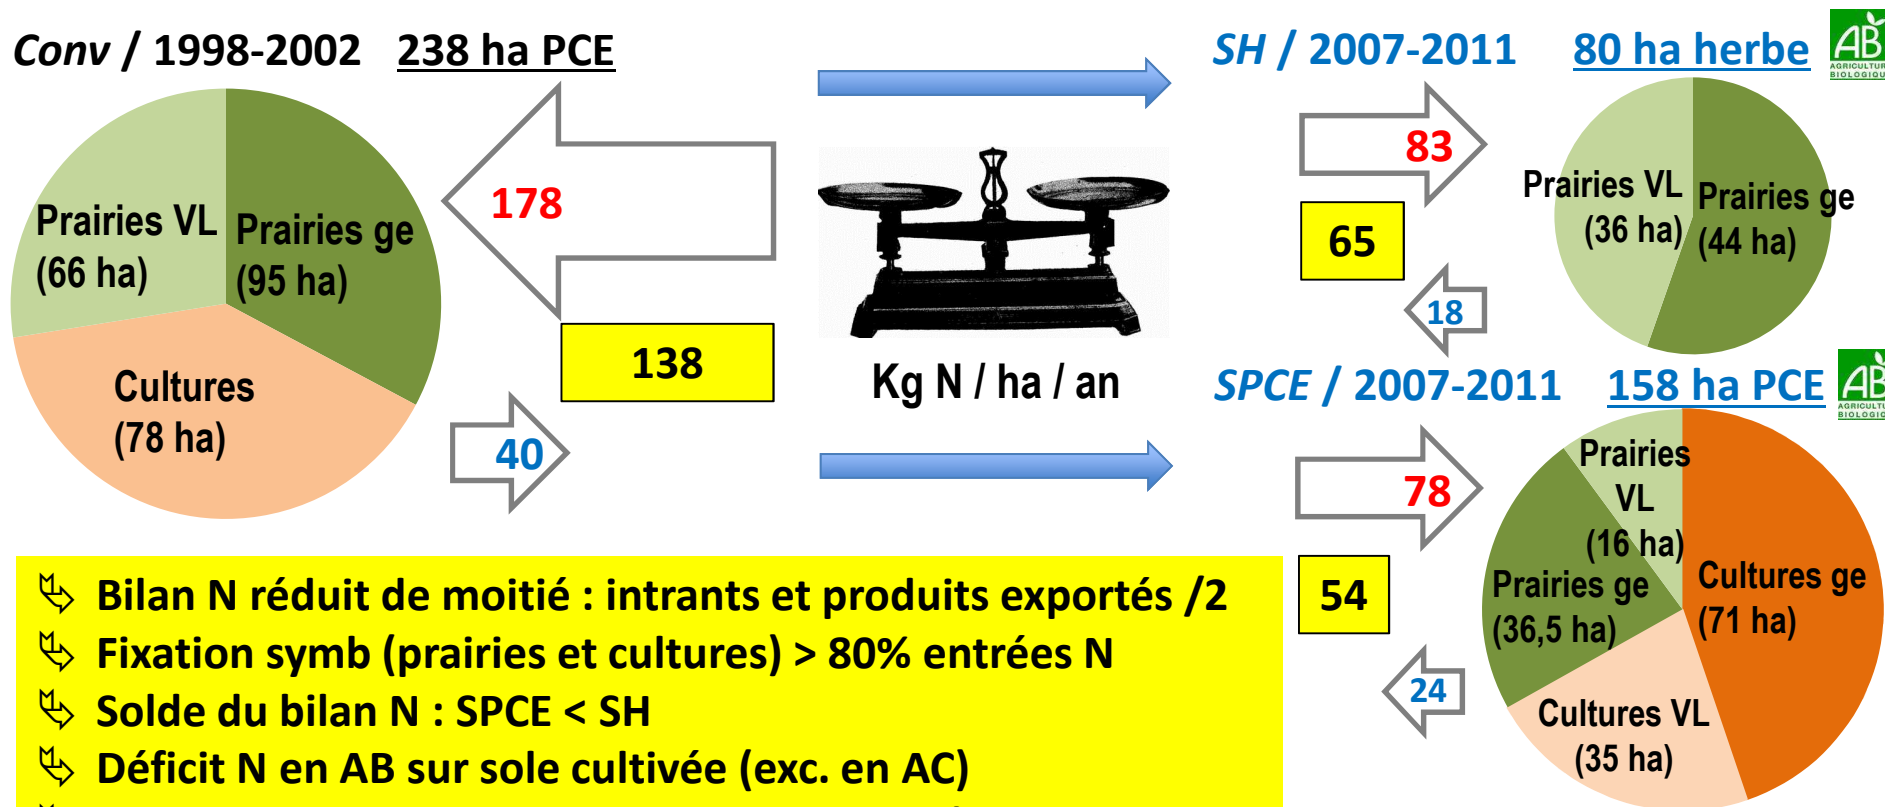 Conv / 1998-2002 238 ha PCE
SH / 2007-2011 80 ha herbe
AB
AGRICULTURE
BIOLOGIQUE
Prairies VL
(66 ha)
Prairies ge
(95 ha)
Cultures
(78 ha)
178
138
40
Kg N / ha / an
83
65
18
Prairies VL
(36 ha)
Prairies ge
(44 ha)
SPCE / 2007-2011 158 ha PCE
AB
78
54
24
Prairies
VL
(16 ha)
Prairies ge
(36,5 ha)
Cultures ge
(71 ha)
Cultures VL
(35 ha)
Bilan N réduit de moitié : intrants et produits exportés /2
Fixation symb (prairies et cultures) > 80% entrées N
Solde du bilan N : SPCE < SH
Déficit N en AB sur sole cultivée (exc. en AC)